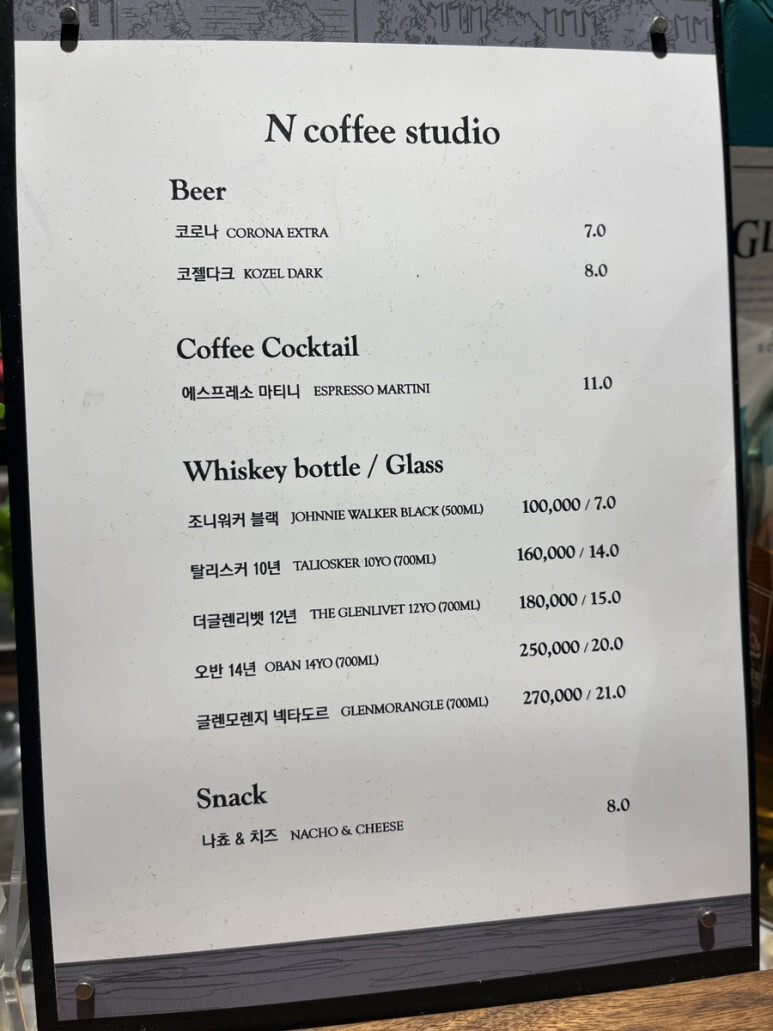 N coffee studio
Beer
코로나 CORONA EXTRA 7.0
코젤다크 KOZEL DARK 8.0
Coffee Cocktail
에스프레소 마티니 ESPRESSO MARTINI 11.0
Whiskey bottle / Glass
조니워커 블랙 JOHNNIE WALKER BLACK (500ML) 100,000 / 7.0
탈리스커 10년 TALIOSKER 10YO (700ML) 160,000 / 14.0
더글렌리벳 12년 THE GLENLIVET 12YO (700ML) 180,000 / 15.0
오반 14년 OBAN 14YO (700ML) 250,000 / 20.0
글렌모렌지 넥타도르 GLENMORANGLE (700ML) 270,000 / 21.0
Snack
나쵸 & 치즈 NACHO & CHEESE 8.0